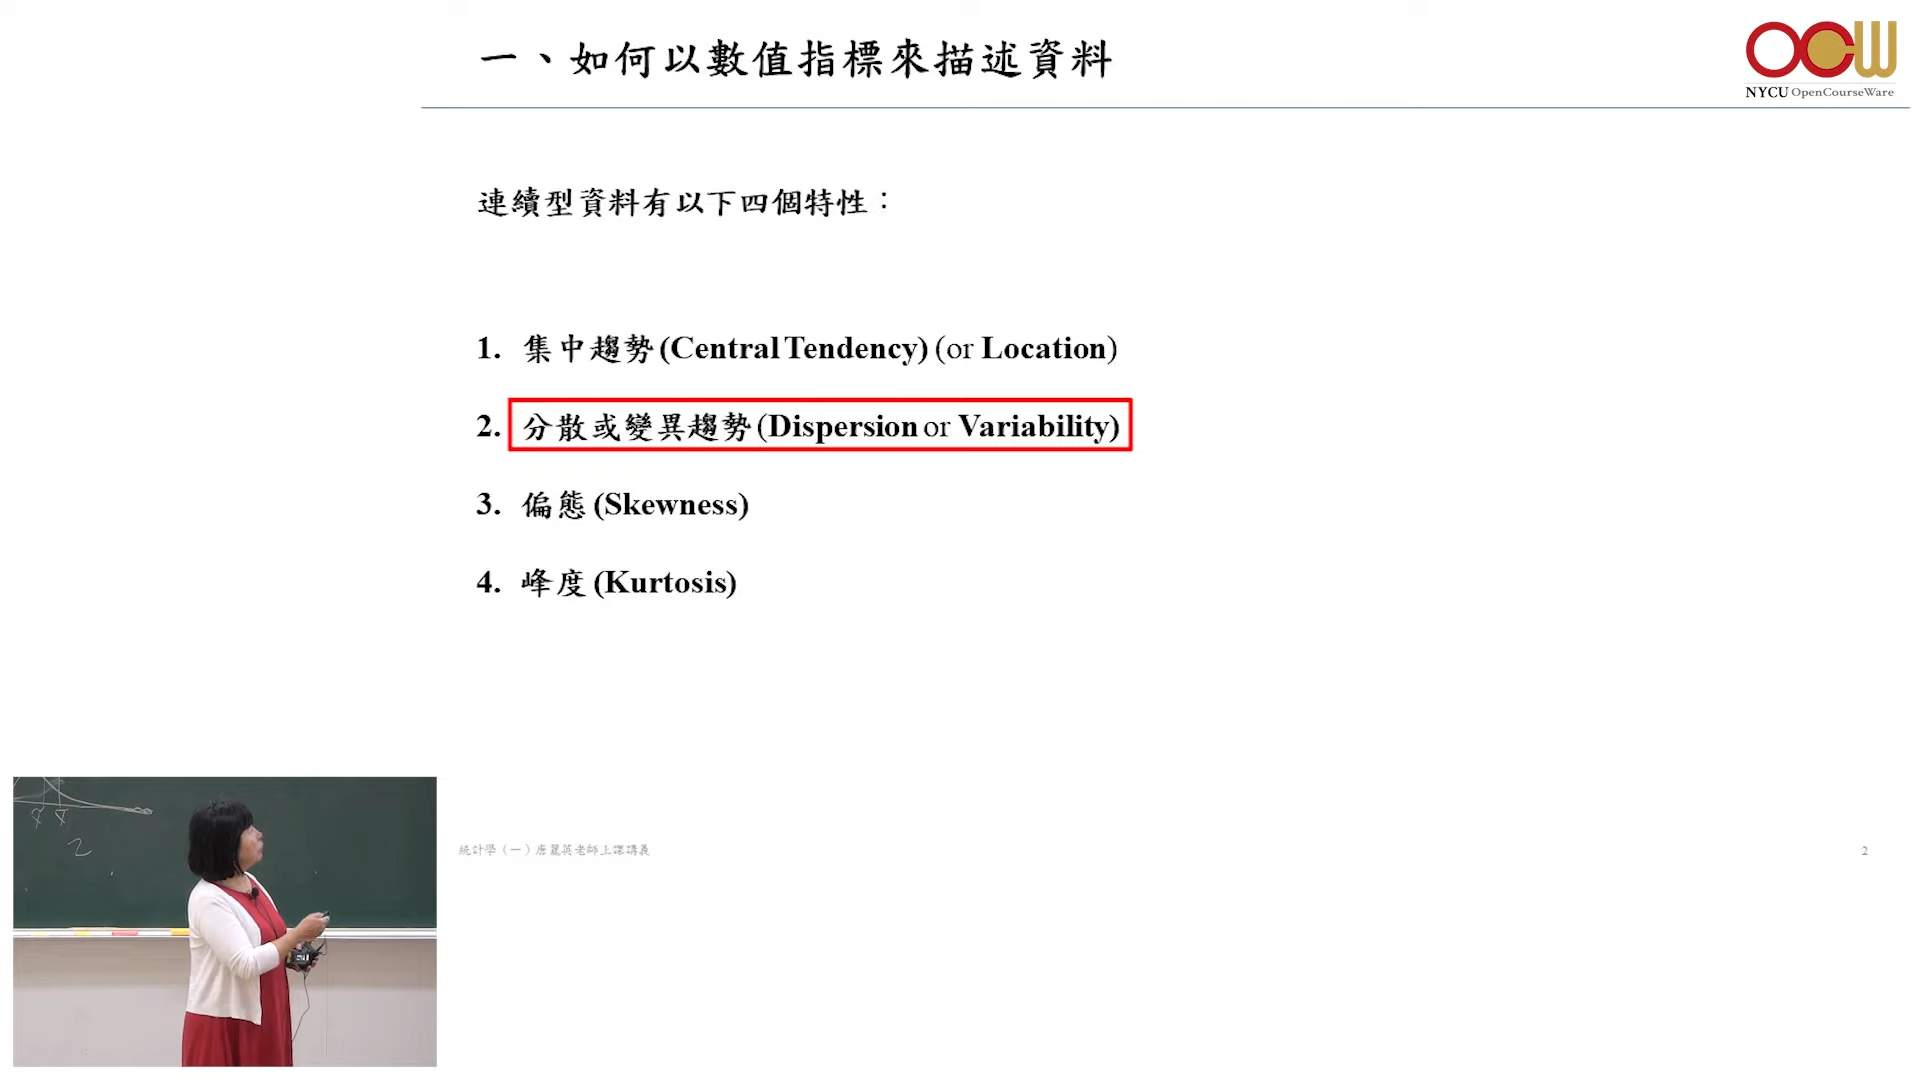 一、如何以數值指標來描述資料
OCW
NYCU OpenCourseWare
連續型資料有以下四個特性：
1. 集中趨勢 (Central Tendency) (or Location)
2. 分散或變異趨勢 (Dispersion or Variability)
3. 偏態 (Skewness)
4. 峰度 (Kurtosis)
2
統計學（一）唐麗英老師上課講義
2